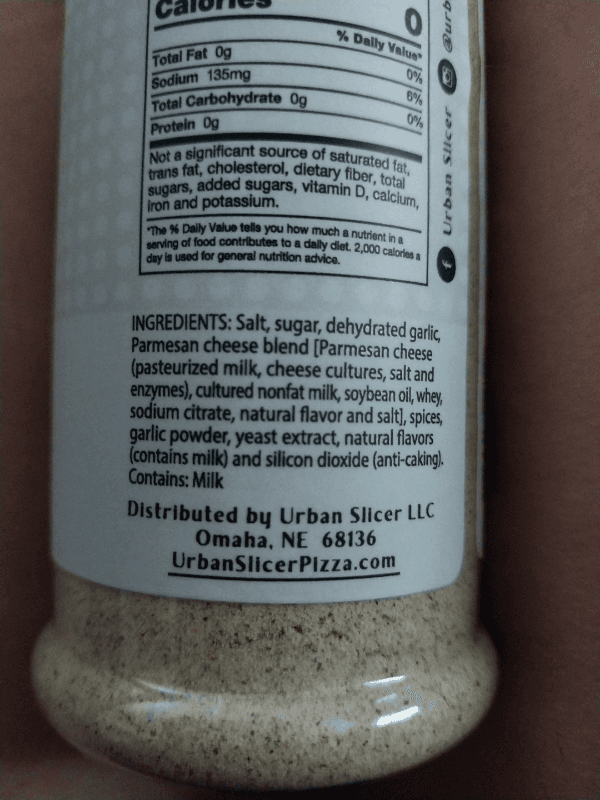 Calories 0
% Daily Value*
Total Fat 0g 0%
Sodium 135mg 6%
Total Carbohydrate 0g 0%
Protein 0g
Not a significant source of saturated fat,
trans fat, cholesterol, dietary fiber, total
sugars, added sugars, vitamin D, calcium,
iron and potassium.
*The % Daily Value tells you how much a nutrient in a
serving of food contributes to a daily diet. 2,000 calories a
day is used for general nutrition advice.
INGREDIENTS: Salt, sugar, dehydrated garlic,
Parmesan cheese blend [Parmesan cheese
(pasteurized milk, cheese cultures, salt and
enzymes), cultured nonfat milk, soybean oil, whey,
sodium citrate, natural flavor and salt], spices,
garlic powder, yeast extract, natural flavors
(contains milk) and silicon dioxide (anti-caking).
Contains: Milk
Distributed by Urban Slicer LLC
Omaha, NE 68136
UrbanSlicerPizza.com
f Urban Slicer @urb